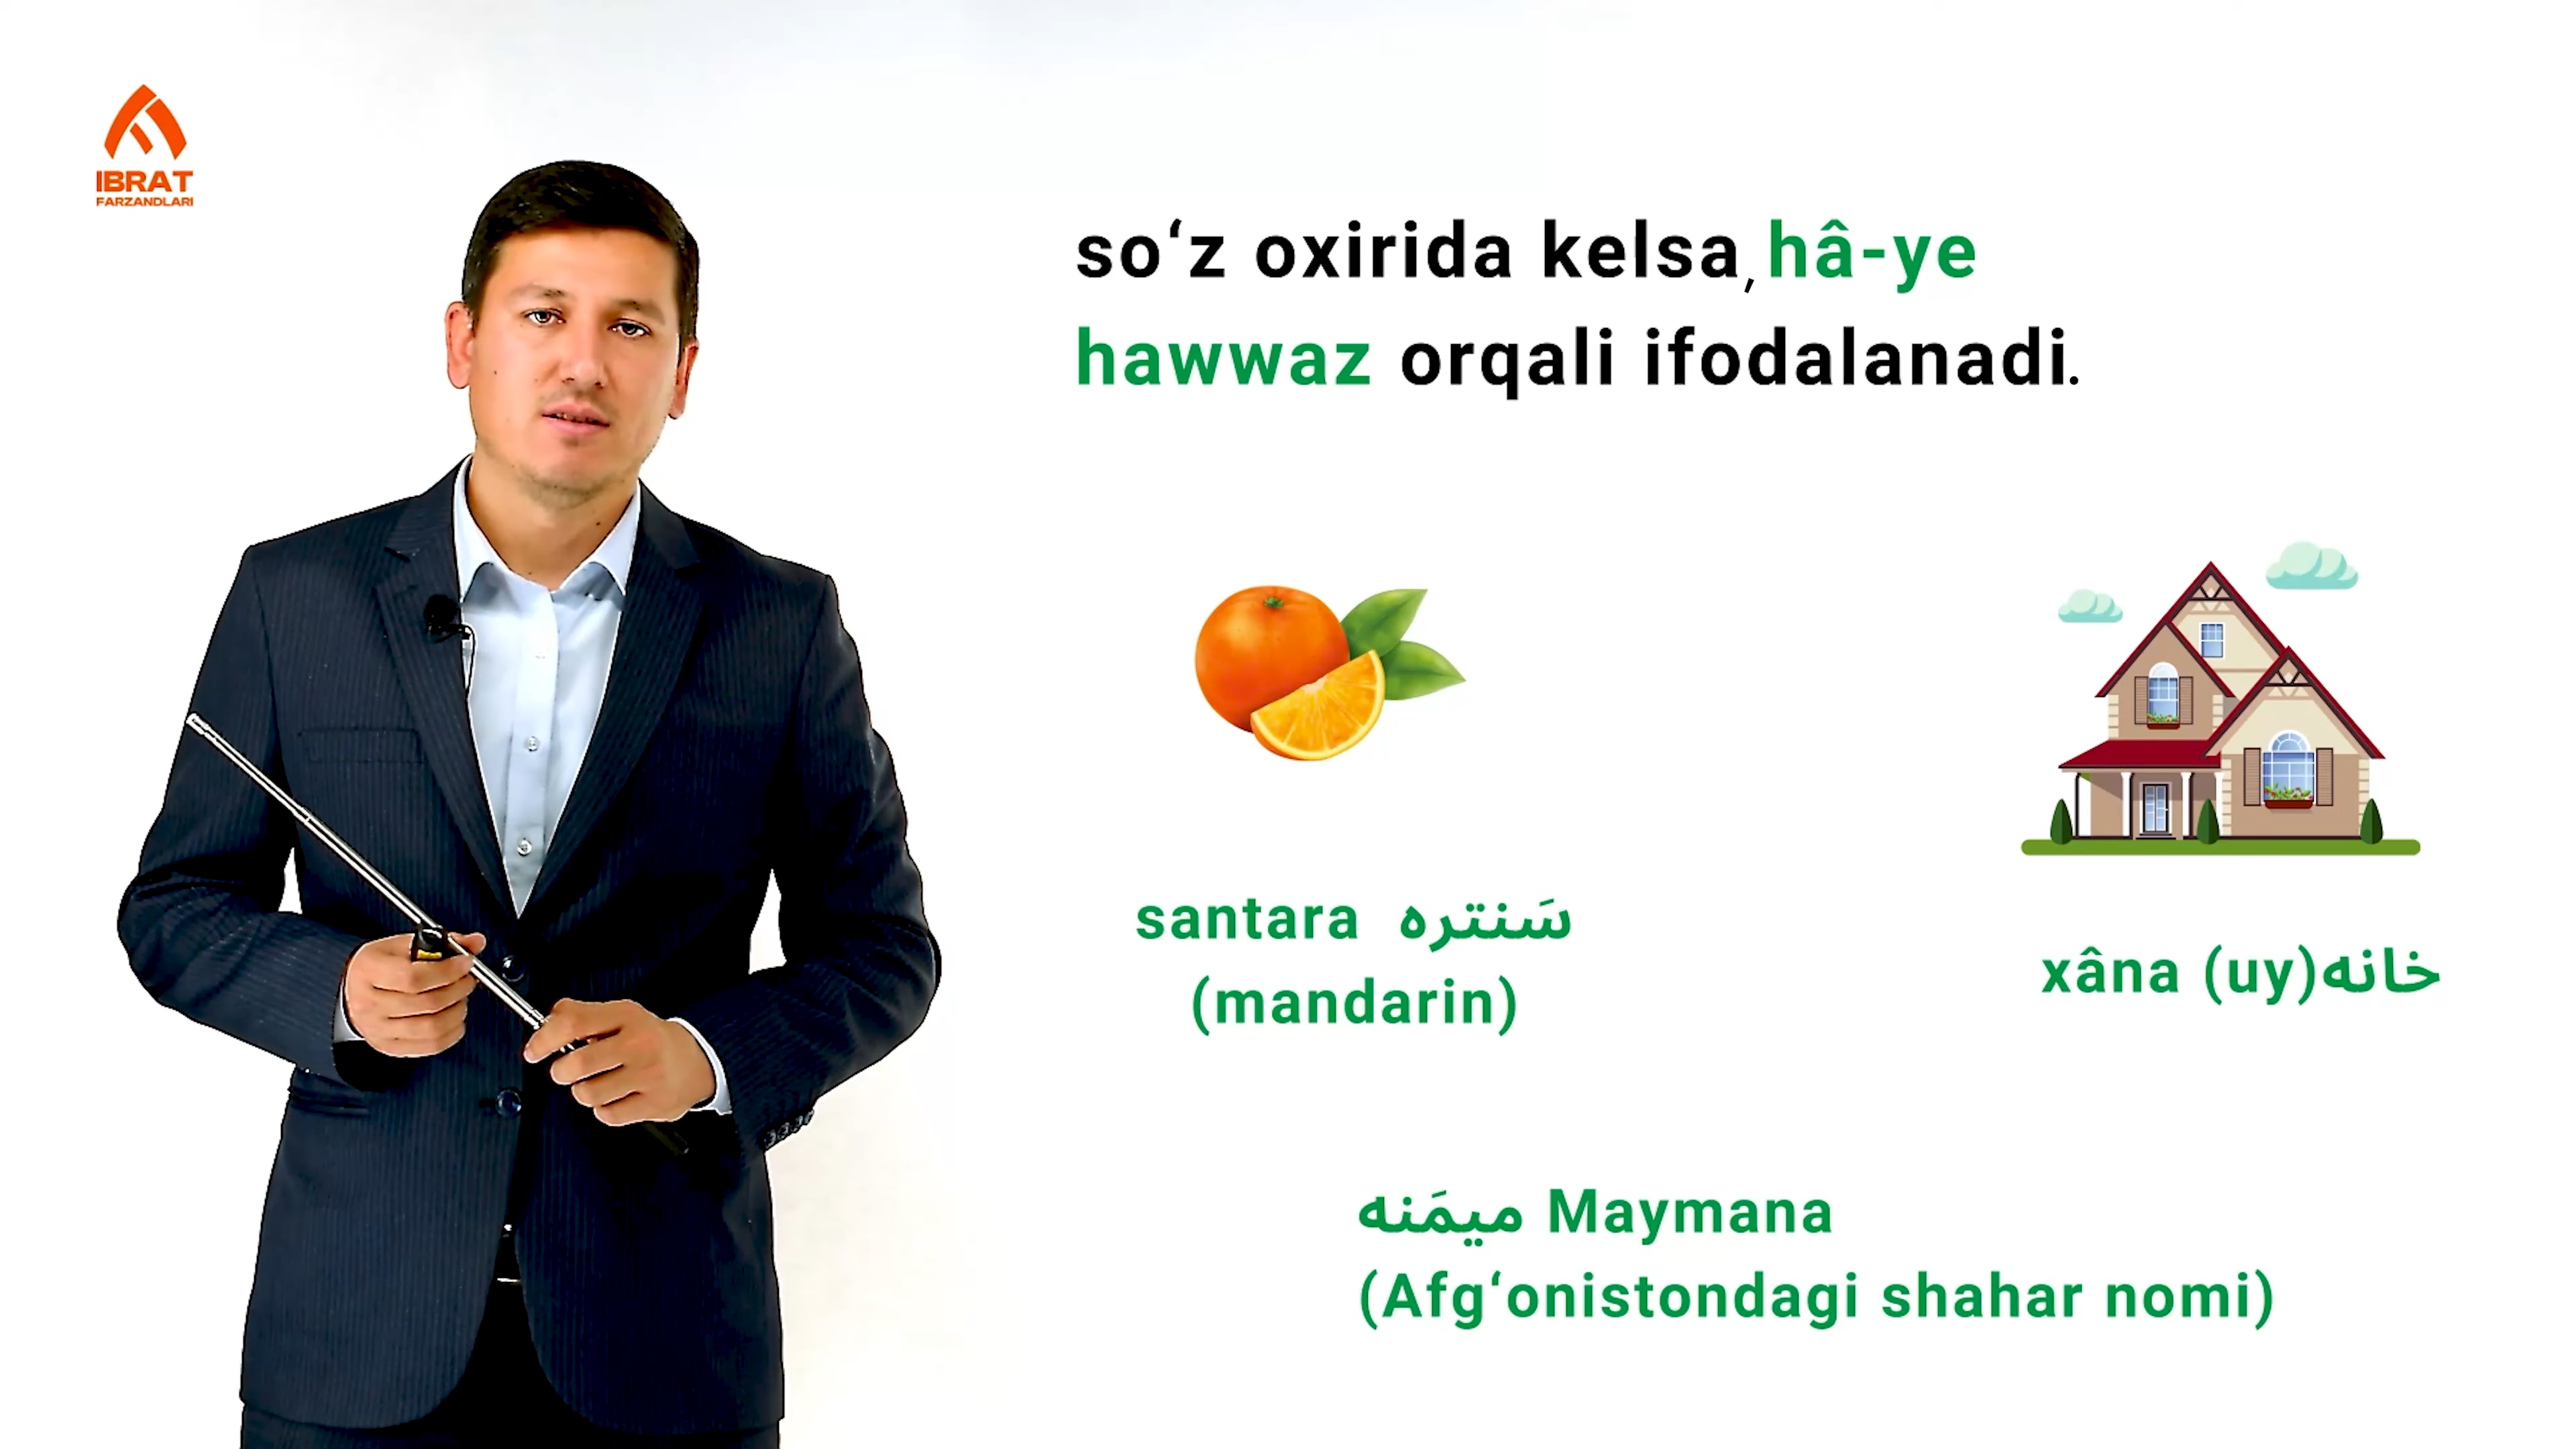 IBRAT
FARZANDLARI
soʻz oxirida kelsa, hâ-ye
hawwaz orqali ifodalanadi.
santara سَنتره
(mandarin)
xâna (uy)خانه
میمَنه Maymana
(Afgʻonistondagi shahar nomi)